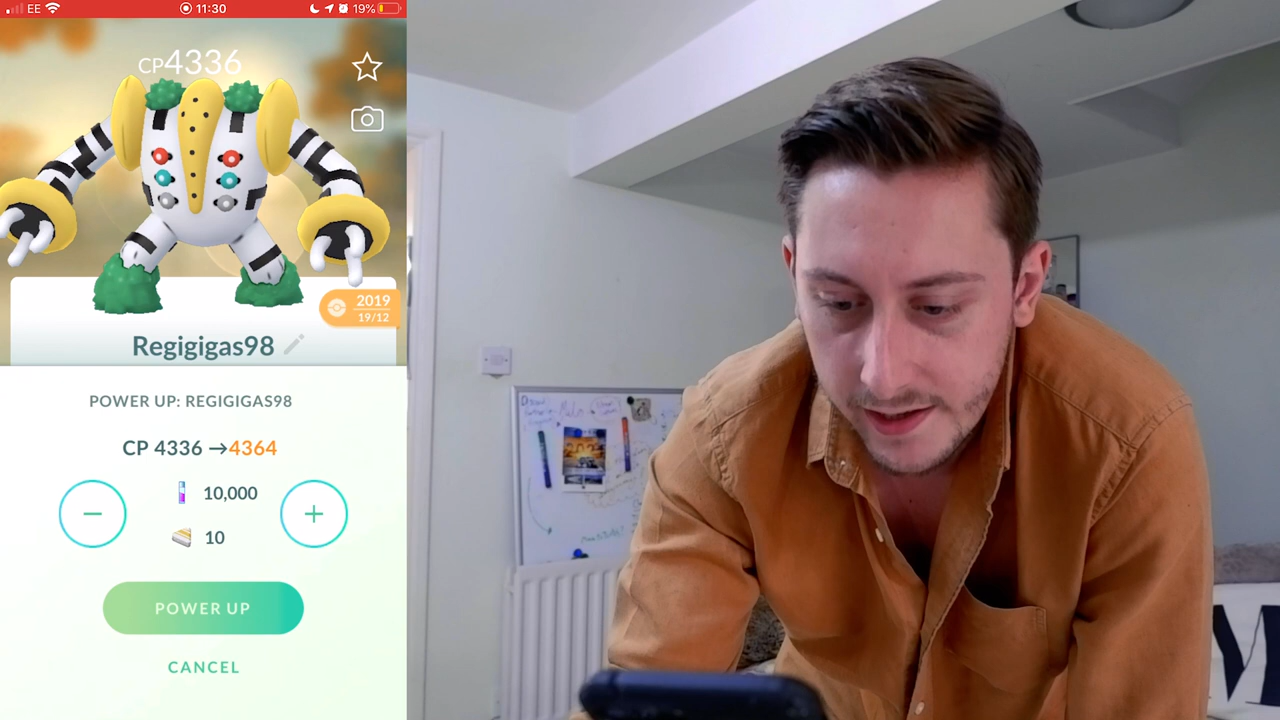 EE 11:30 19%
CP4336
2019
19/12
Regigigas98
POWER UP: REGIGIGAS98
CP 4336 →4364
− 10,000 +
10
POWER UP
CANCEL